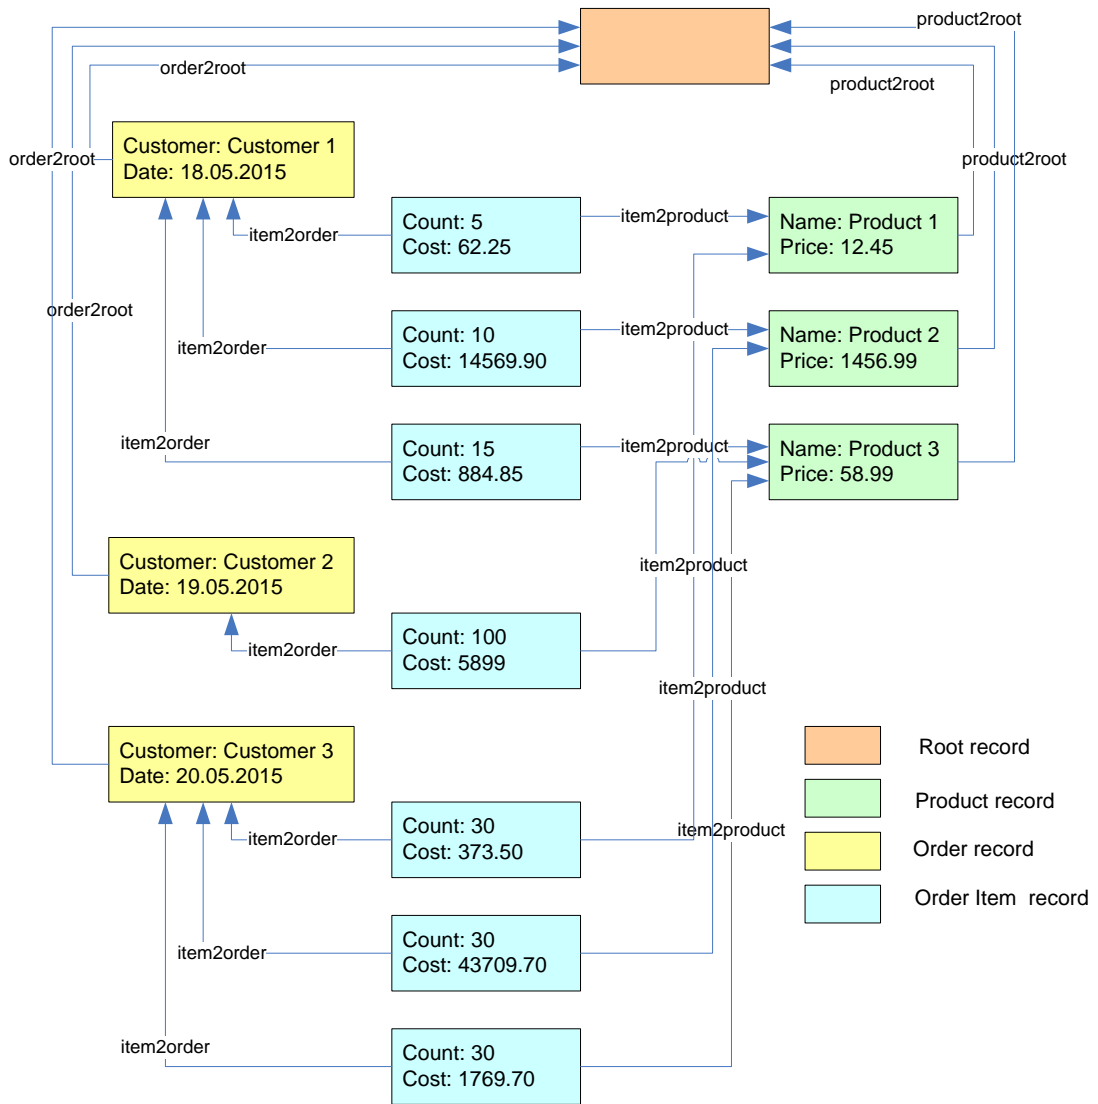 product2root
order2root
product2root
Customer: Customer 1
Date: 18.05.2015
order2root
product2root
Count: 5
Cost: 62.25
item2product
Name: Product 1
Price: 12.45
item2order
order2root
Count: 10
Cost: 14569.90
item2product
Name: Product 2
Price: 1456.99
item2order
Count: 15
Cost: 884.85
item2product
Name: Product 3
Price: 58.99
item2order
Customer: Customer 2
Date: 19.05.2015
item2product
Count: 100
Cost: 5899
item2order
item2product
Customer: Customer 3
Date: 20.05.2015
Root record
Product record
Count: 30
Cost: 373.50
item2order
item2product
Order record
Order Item  record
Count: 30
Cost: 43709.70
item2order
Count: 30
Cost: 1769.70
item2order